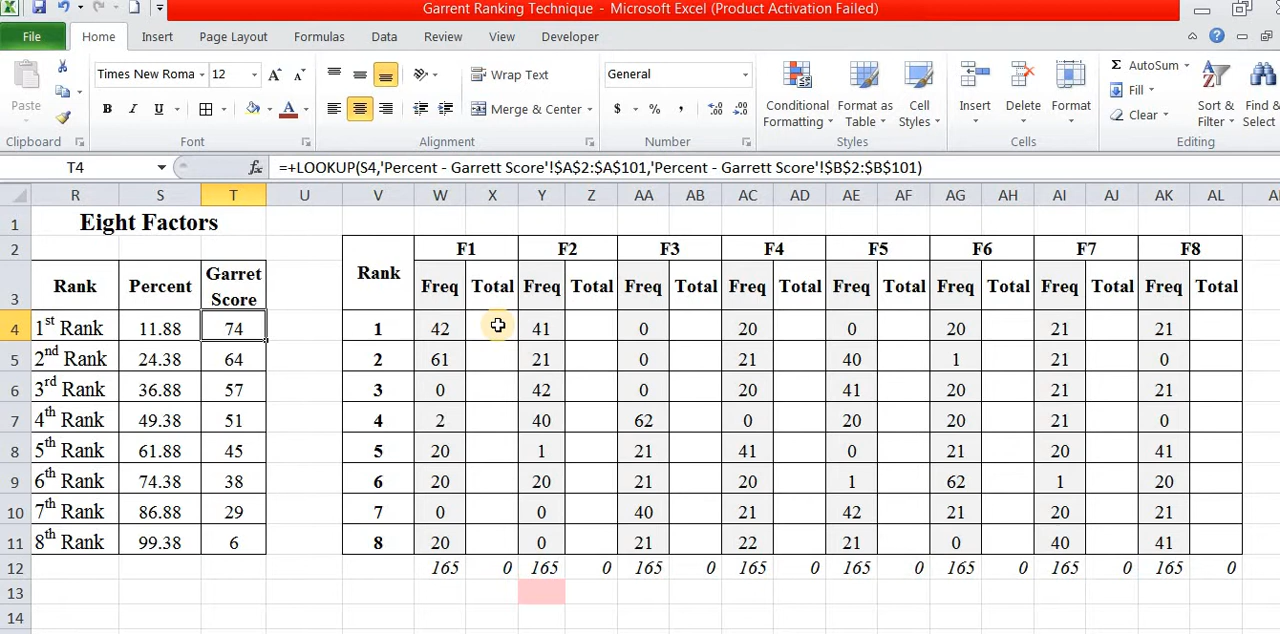 Garrent Ranking Technique - Microsoft Excel (Product Activation Failed)
File Home Insert Page Layout Formulas Data Review View Developer
Paste
Clipboard
Times New Roma 12
B I U A
Font
Wrap Text
Merge & Center
Alignment
General
$ % ,
Number
Conditional Formatting
Format as Table
Cell Styles
Styles
Insert Delete Format
Cells
Σ AutoSum
Fill
Clear
Sort & Filter
Find & Select
Editing
T4 fx =+LOOKUP(S4,'Percent - Garrett Score'!$A$2:$A$101,'Percent - Garrett Score'!$B$2:$B$101)
R S T U V W X Y Z AA AB AC AD AE AF AG AH AI AJ AK AL
1 Eight Factors
2 F1 F2 F3 F4 F5 F6 F7 F8
3 Rank Percent Garret Score Rank Freq Total Freq Total Freq Total Freq Total Freq Total Freq Total Freq Total Freq Total
4 1st Rank 11.88 74 1 42 41 0 20 0 20 21 21
5 2nd Rank 24.38 64 2 61 21 0 21 40 1 21 0
6 3rd Rank 36.88 57 3 0 42 0 20 41 20 21 21
7 4th Rank 49.38 51 4 2 40 62 0 20 20 21 0
8 5th Rank 61.88 45 5 20 1 21 41 0 21 20 41
9 6th Rank 74.38 38 6 20 20 21 20 1 62 1 20
10 7th Rank 86.88 29 7 0 0 40 21 42 21 20 21
11 8th Rank 99.38 6 8 20 0 21 22 21 0 40 41
12 165 0 165 0 165 0 165 0 165 0 165 0 165 0 165 0
13
14